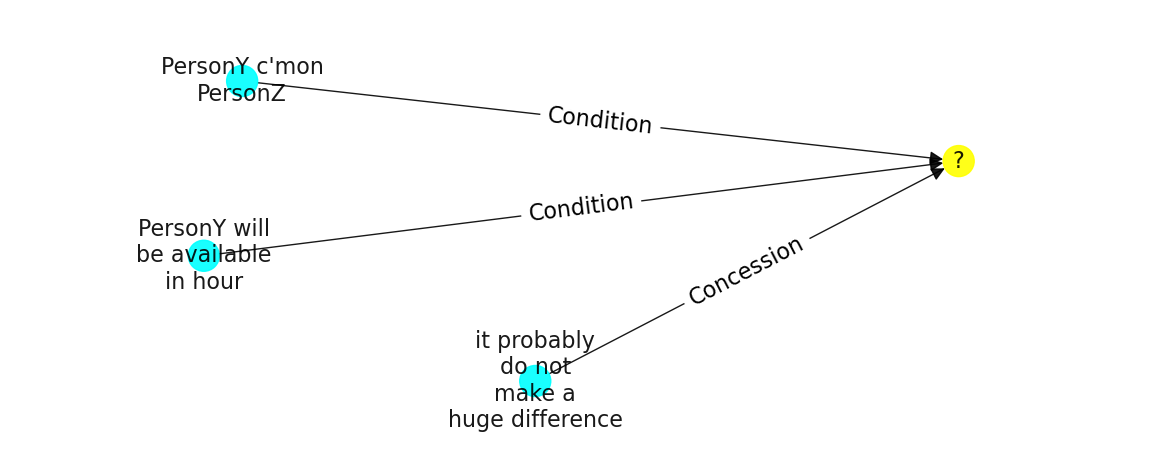 PersonY c'mon
PersonZ
Condition
?
PersonY will
be available
in hour
Condition
Concession
it probably
do not
make a
huge difference